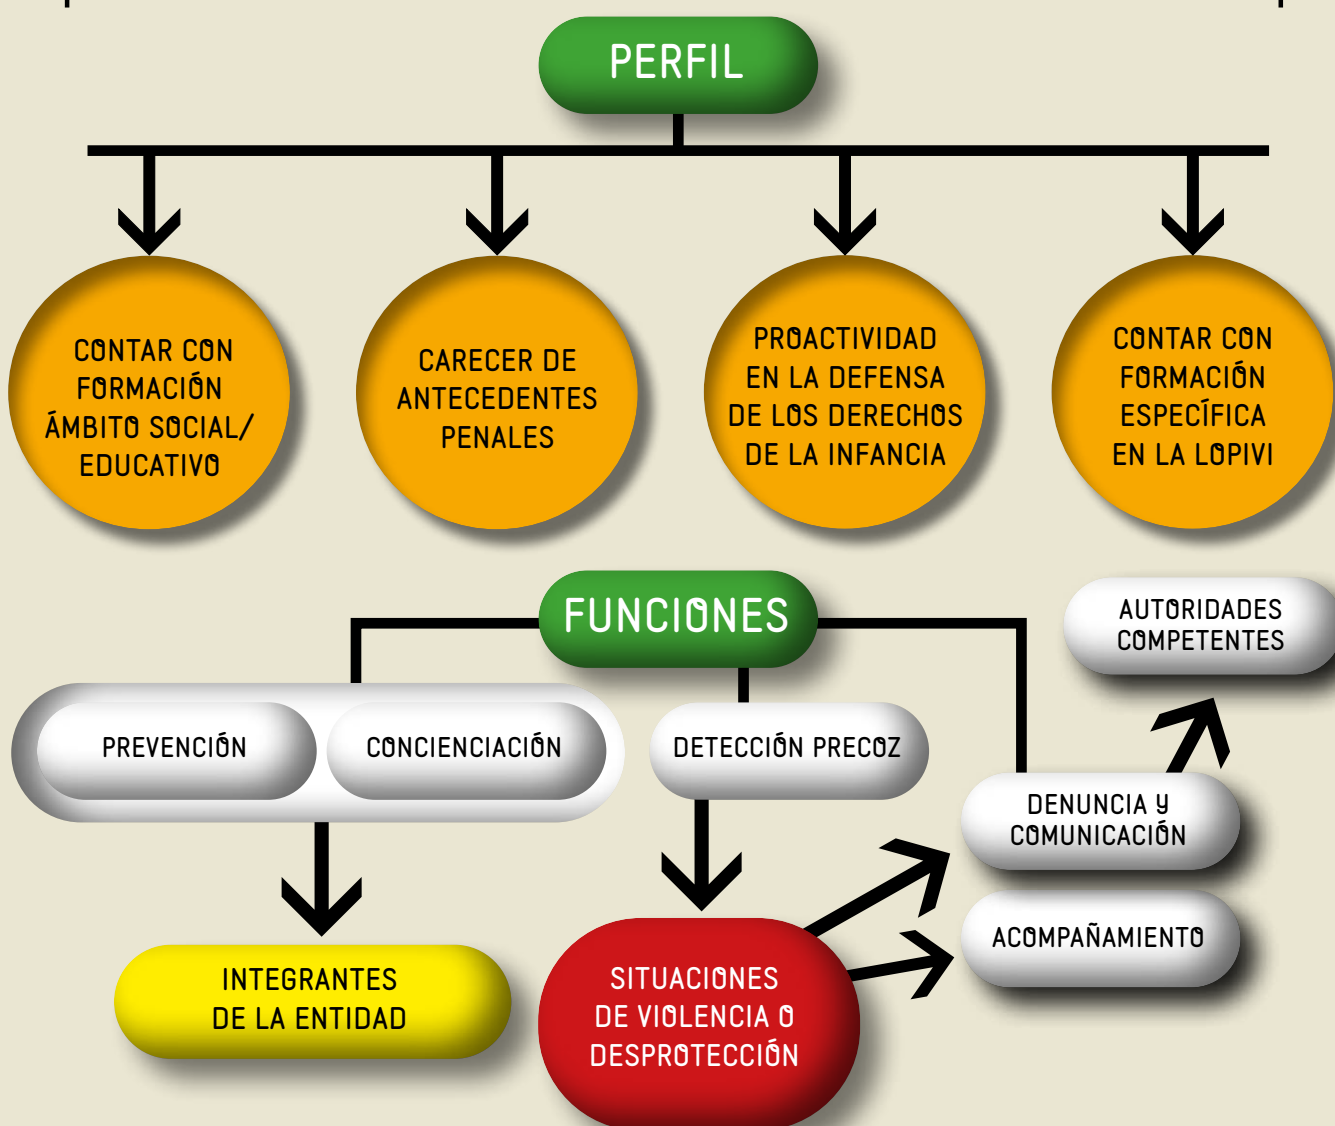 PERFIL
CONTAR CON
FORMACIÓN
ÁMBITO SOCIAL/
EDUCATIVO
CARECER DE
ANTECEDENTES
PENALES
PROACTIVIDAD
EN LA DEFENSA
DE LOS DERECHOS
DE LA INFANCIA
CONTAR CON
FORMACIÓN
ESPECÍFICA
EN LA LOPIVI
FUNCIONES
AUTORIDADES
COMPETENTES
PREVENCIÓN
CONCIENCIACIÓN
DETECCIÓN PRECOZ
DENUNCIA Y
COMUNICACIÓN
ACOMPAÑAMIENTO
INTEGRANTES
DE LA ENTIDAD
SITUACIONES
DE VIOLENCIA O
DESPROTECCIÓN